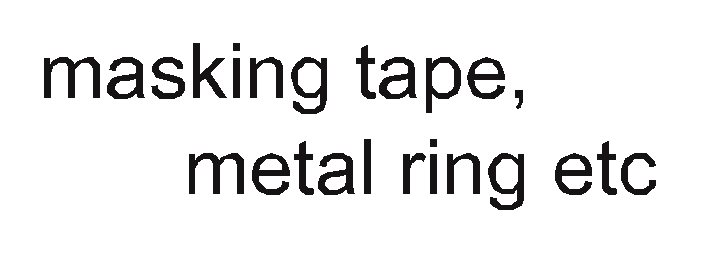 masking tape,
metal ring etc